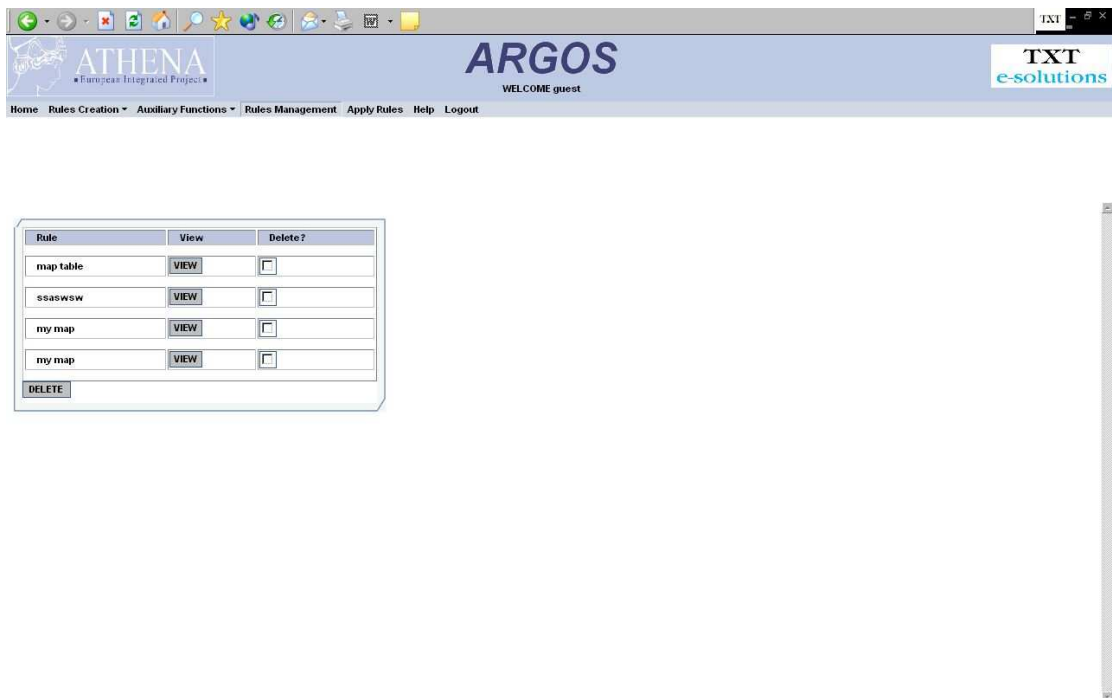 TXT
ATHENA
European Integrated Project
ARGOS
WELCOME guest
TXT
e-solutions
Home Rules Creation Auxiliary Functions Rules Management Apply Rules Help Logout
Rule View Delete?
map table VIEW
ssaswsw VIEW
my map VIEW
my map VIEW
DELETE